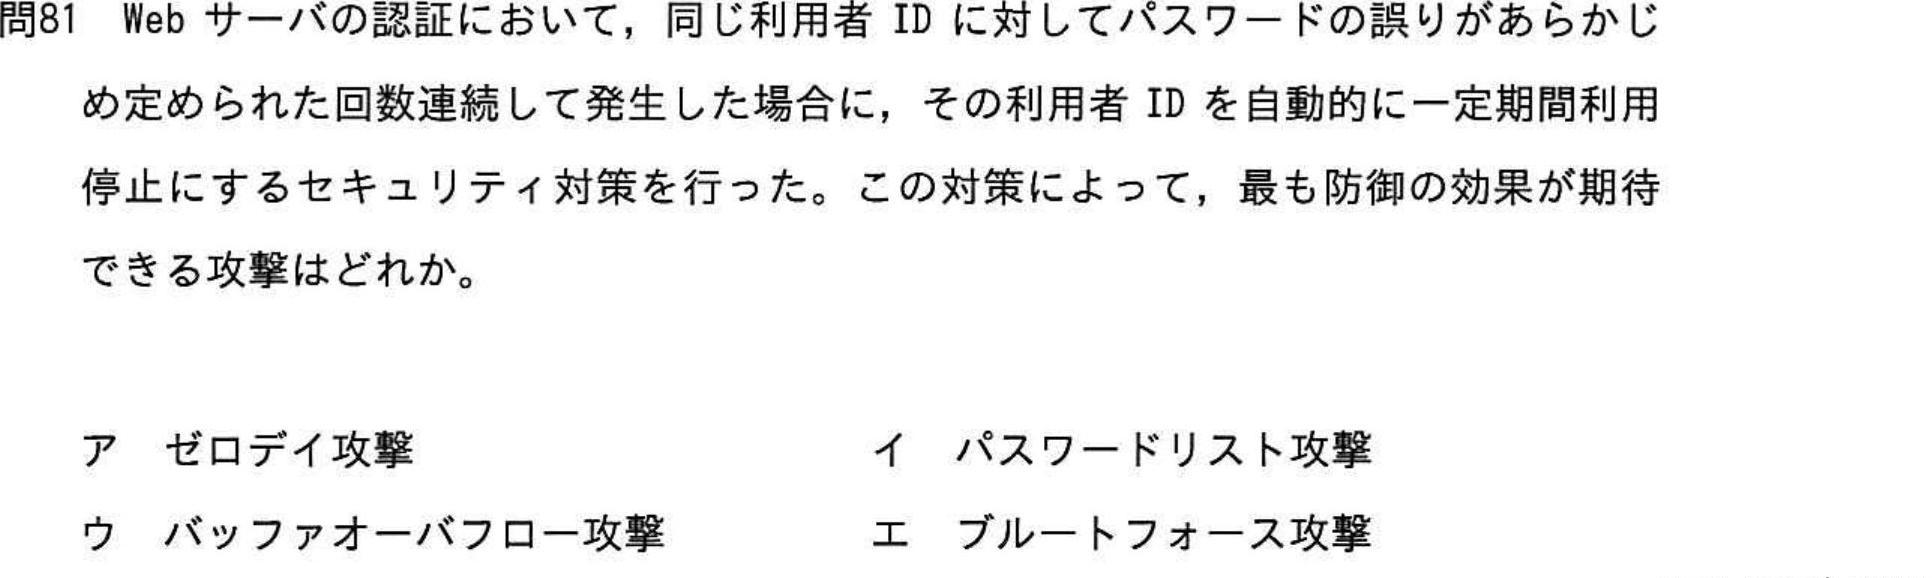 問81　Web サーバの認証において，同じ利用者 ID に対してパスワードの誤りがあらかじ
め定められた回数連続して発生した場合に，その利用者 ID を自動的に一定期間利用
停止にするセキュリティ対策を行った。この対策によって，最も防御の効果が期待
できる攻撃はどれか。
ア　ゼロデイ攻撃　イ　パスワードリスト攻撃
ウ　バッファオーバフロー攻撃　エ　ブルートフォース攻撃